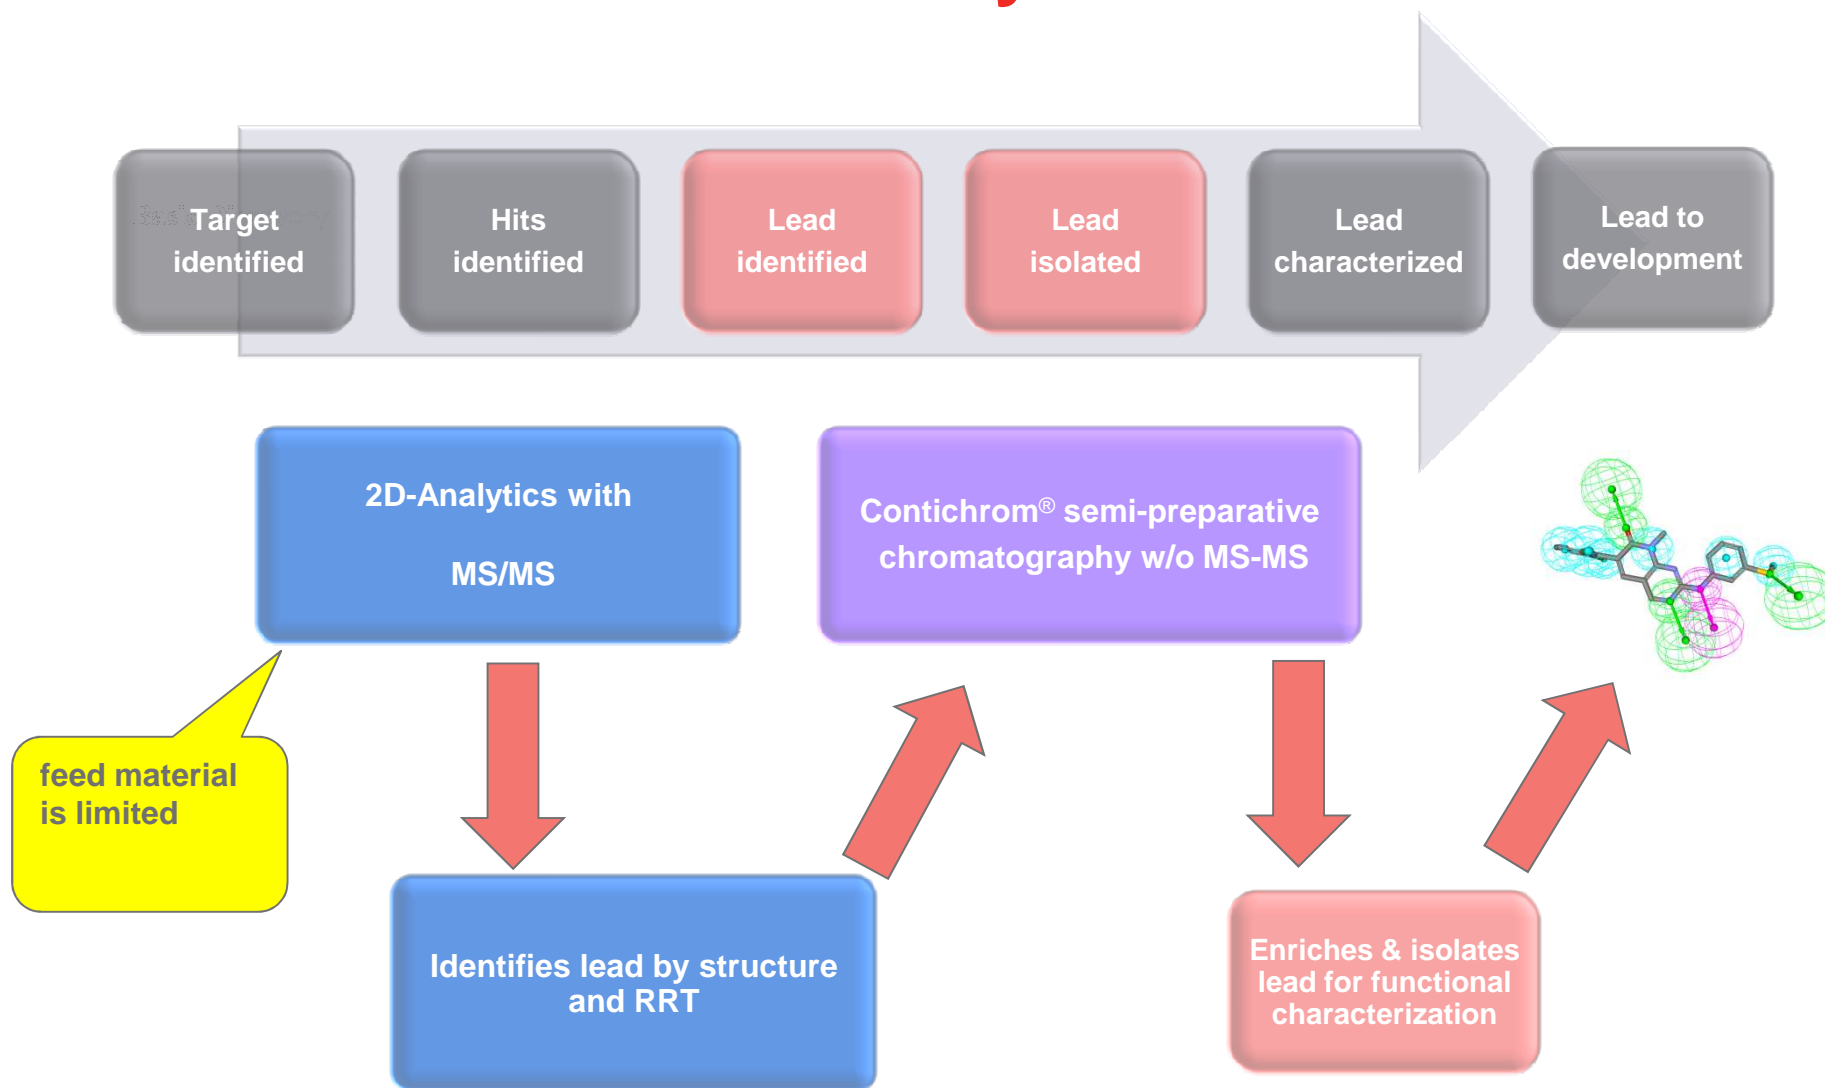 Target
identified
Hits
identified
Lead
identified
Lead
isolated
Lead
characterized
Lead to
development
2D-Analytics with
MS/MS
Contichrom® semi-preparative
chromatography w/o MS-MS
feed material
is limited
Identifies lead by structure
and RRT
Enriches & isolates
lead for functional
characterization